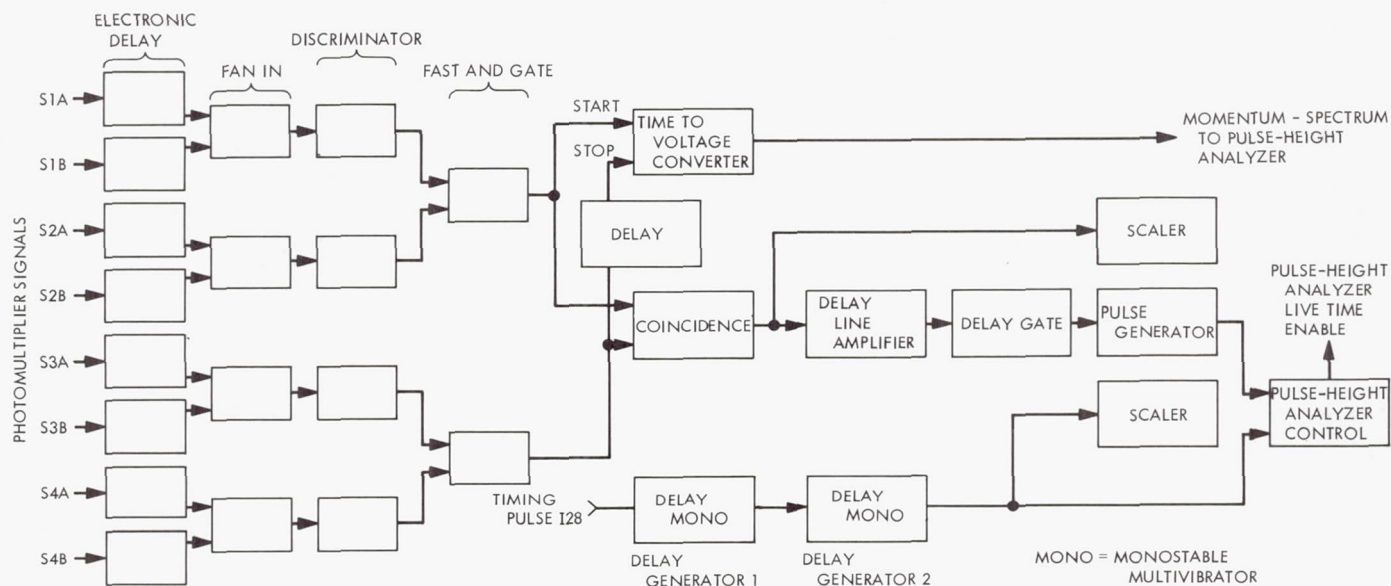 ELECTRONIC
DELAY
FAN IN
DISCRIMINATOR
FAST AND GATE
PHOTOMULTIPLIER SIGNALS
S1A
S1B
S2A
S2B
S3A
S3B
S4A
S4B
START
STOP
TIME TO
VOLTAGE
CONVERTER
MOMENTUM - SPECTRUM
TO PULSE-HEIGHT
ANALYZER
DELAY
SCALER
COINCIDENCE
DELAY
LINE
AMPLIFIER
DELAY GATE
PULSE
GENERATOR
PULSE-HEIGHT
ANALYZER
LIVE TIME
ENABLE
SCALER
PULSE-HEIGHT
ANALYZER
CONTROL
TIMING
PULSE I28
DELAY
MONO
DELAY
MONO
DELAY
GENERATOR 1
DELAY
GENERATOR 2
MONO = MONOSTABLE
MULTIVIBRATOR